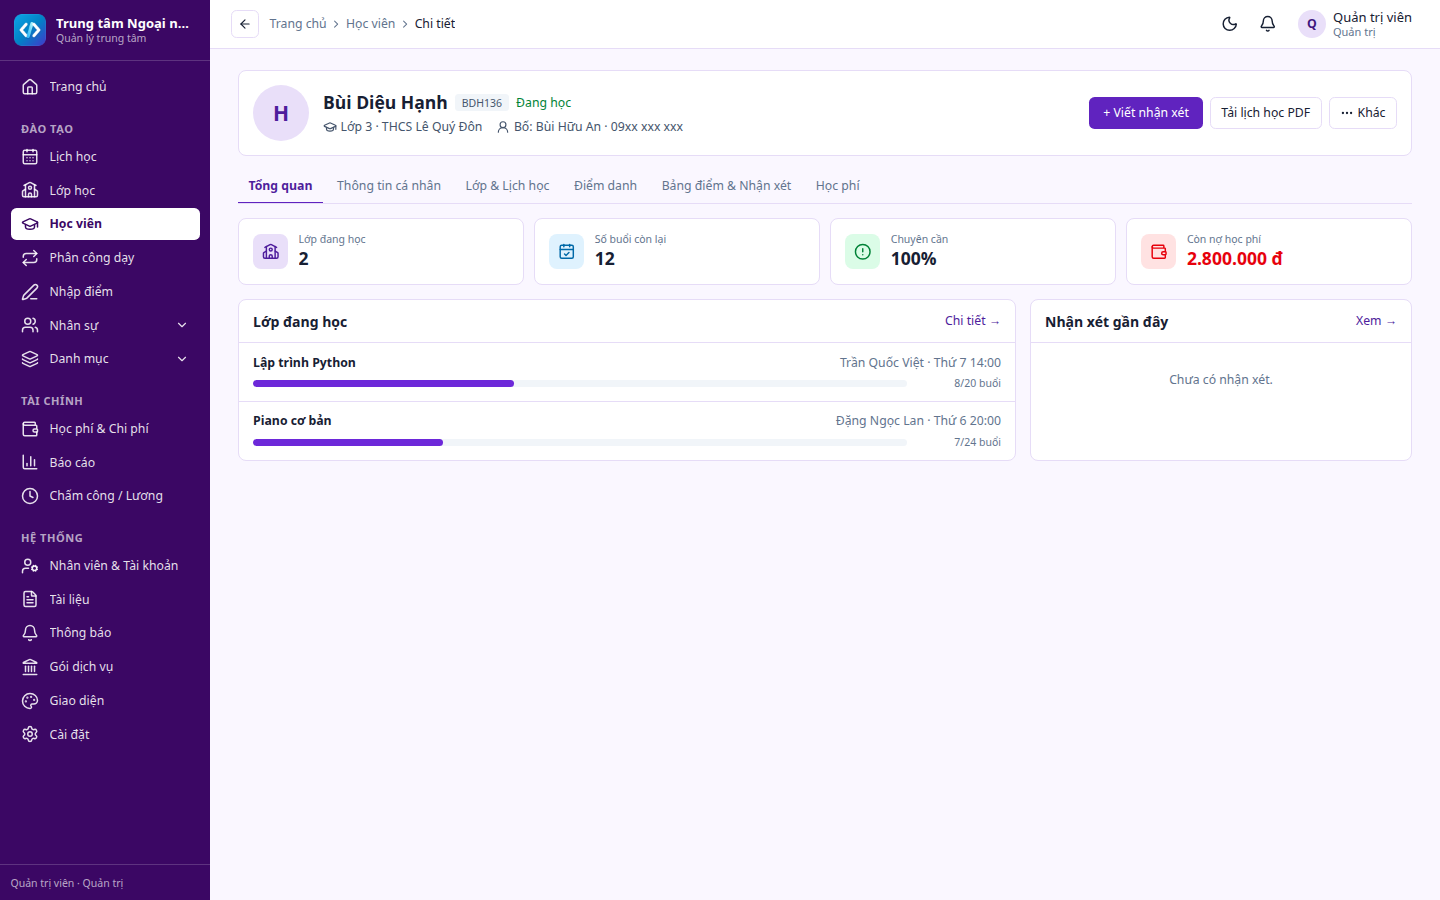 Trung tâm Ngoại n...
Quản lý trung tâm
Trang chủ
ĐÀO TẠO
Lịch học
Lớp học
Học viên
Phân công dạy
Nhập điểm
Nhân sự
Danh mục
TÀI CHÍNH
Học phí & Chi phí
Báo cáo
Chấm công / Lương
HỆ THỐNG
Nhân viên & Tài khoản
Tài liệu
Thông báo
Gói dịch vụ
Giao diện
Cài đặt
Quản trị viên · Quản trị
Trang chủ > Học viên > Chi tiết
Q
Quản trị viên
Quản trị
H
Bùi Diệu Hạnh BDH136 Đang học
Lớp 3 · THCS Lê Quý Đôn Bố: Bùi Hữu An · 09xx xxx xxx
+ Viết nhận xét
Tải lịch học PDF
··· Khác
Tổng quan Thông tin cá nhân Lớp & Lịch học Điểm danh Bảng điểm & Nhận xét Học phí
Lớp đang học
2
Số buổi còn lại
12
Chuyên cần
100%
Còn nợ học phí
2.800.000 đ
Lớp đang học Chi tiết →
Lập trình Python Trần Quốc Việt · Thứ 7 14:00
8/20 buổi
Piano cơ bản Đặng Ngọc Lan · Thứ 6 20:00
7/24 buổi
Nhận xét gần đây Xem →
Chưa có nhận xét.